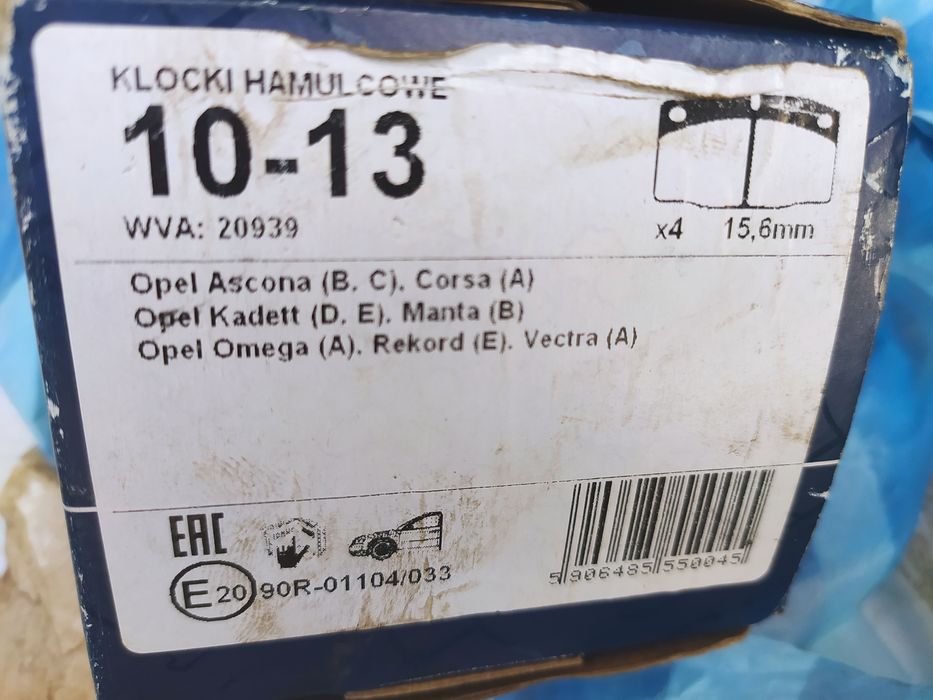 KLOCKI HAMULCOWE
10-13
WVA: 20939
x4 15,6mm
Opel Ascona (B, C), Corsa (A)
Opel Kadett (D, E), Manta (B)
Opel Omega (A), Rekord (E), Vectra (A)
EAC
E20 90R-01104/033
5 906485 550045